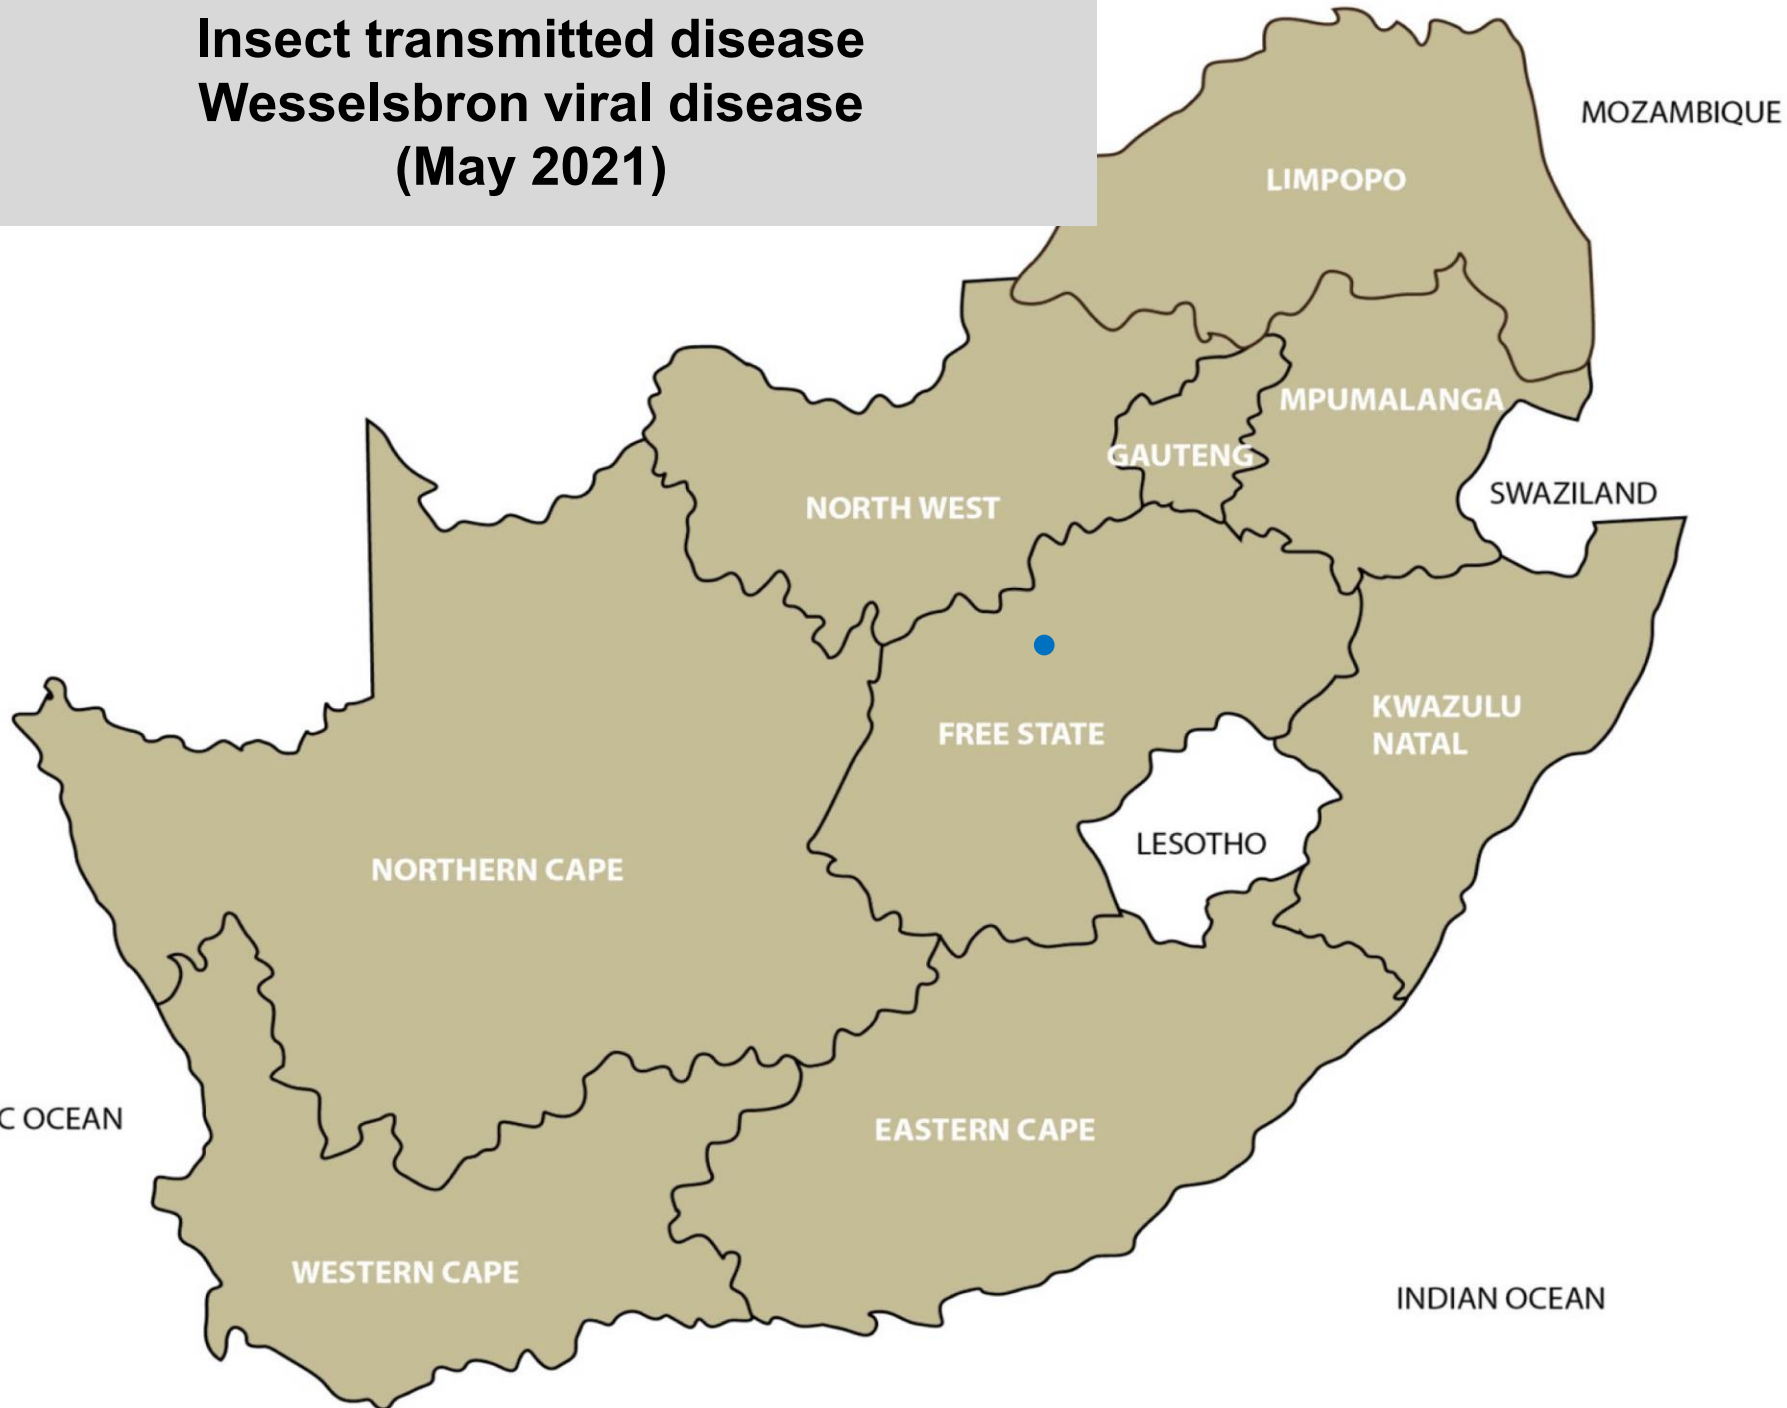 Insect transmitted disease
Wesselsbron viral disease
(May 2021)
MOZAMBIQUE
LIMPOPO
MPUMALANGA
GAUTENG
SWAZILAND
NORTH WEST
KWAZULU
NATAL
FREE STATE
LESOTHO
NORTHERN CAPE
C OCEAN
EASTERN CAPE
WESTERN CAPE
INDIAN OCEAN